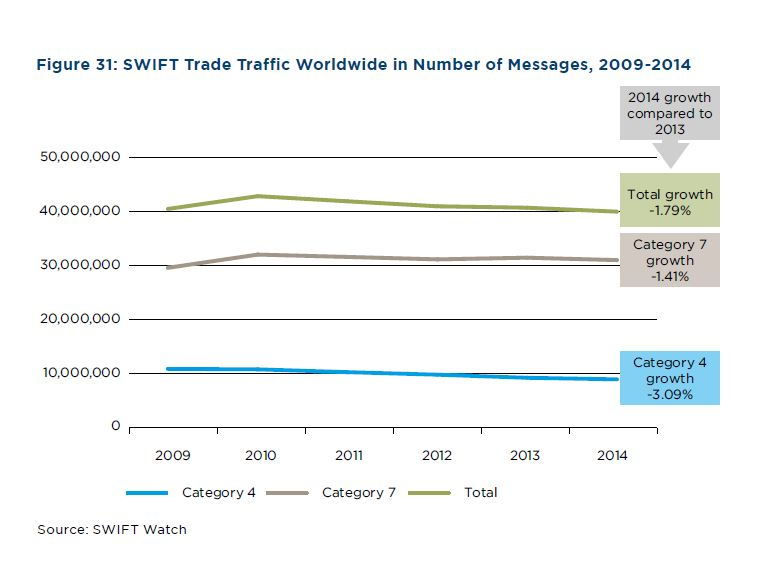 Figure 31: SWIFT Trade Traffic Worldwide in Number of Messages, 2009-2014
2014 growth
compared to
2013
50,000,000
40,000,000
30,000,000
20,000,000
10,000,000
0
Total growth
-1.79%
Category 7
growth
-1.41%
Category 4
growth
-3.09%
2009 2010 2011 2012 2013 2014
Category 4 Category 7 Total
Source: SWIFT Watch